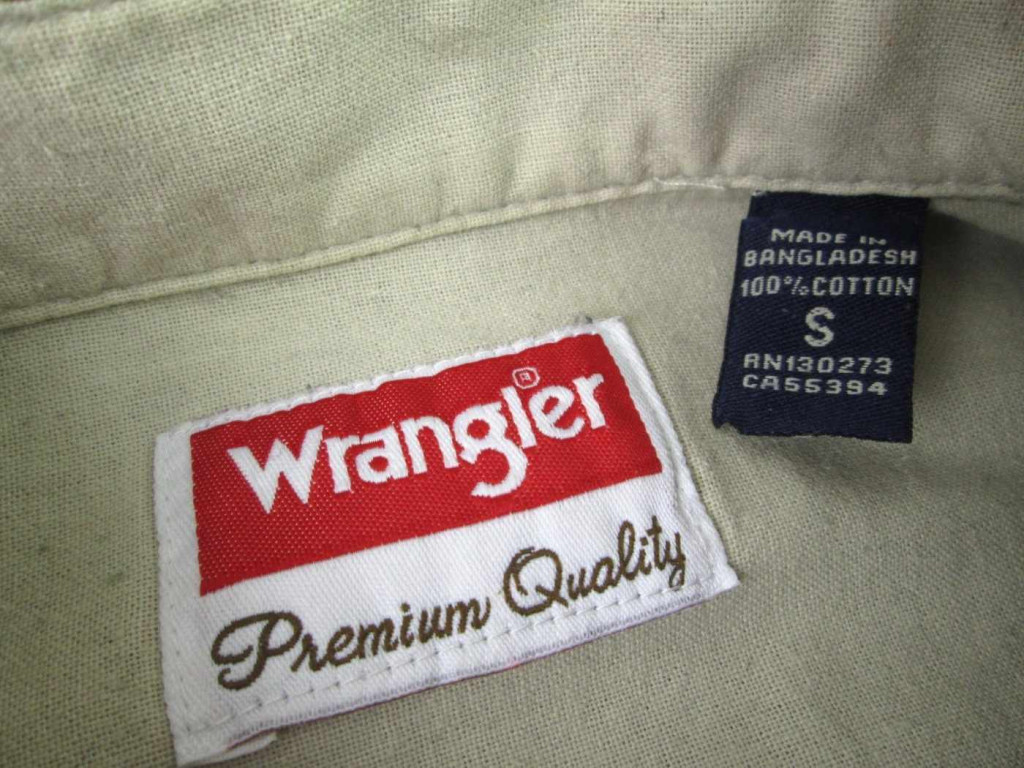 Wrangler®
Premium Quality
MADE IN
BANGLADESH
100% COTTON
S
RN130273
CA55394